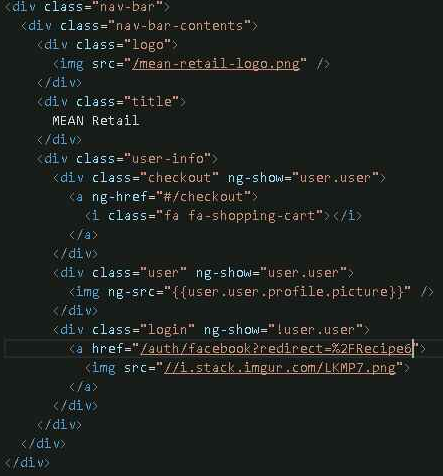 <div class="nav-bar">
  <div class="nav-bar-contents">
    <div class="logo">
      <img src="/mean-retail-logo.png" />
    </div>
    <div class="title">
      MEAN Retail
    </div>
    <div class="user-info">
      <div class="checkout" ng-show="user.user">
        <a ng-href="#/checkout">
          <i class="fa fa-shopping-cart"></i>
        </a>
      </div>
      <div class="user" ng-show="user.user">
        <img ng-src="{{user.user.profile.picture}}" />
      </div>
      <div class="login" ng-show="!user.user">
        <a href="/auth/facebook?redirect=%2FRecipe6">
          <img src="//i.stack.imgur.com/LKMP7.png">
        </a>
      </div>
    </div>
  </div>
</div>